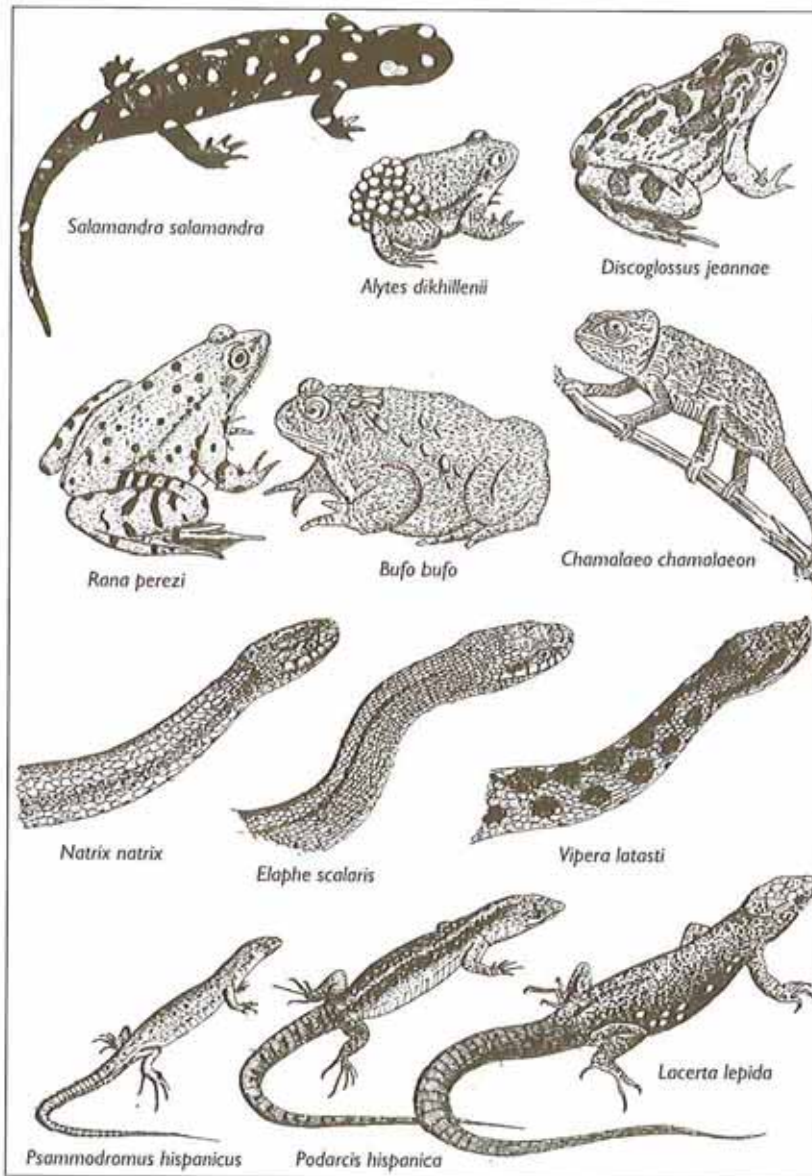 Salamandra salamandra
Alytes dikhillenii
Discoglossus jeannae
Rana perezi
Bufo bufo
Chamalaeo chamalaeon
Natrix natrix
Elaphe scalaris
Vipera latasti
Lacerta lepida
Psammodromus hispanicus
Podarcis hispanica